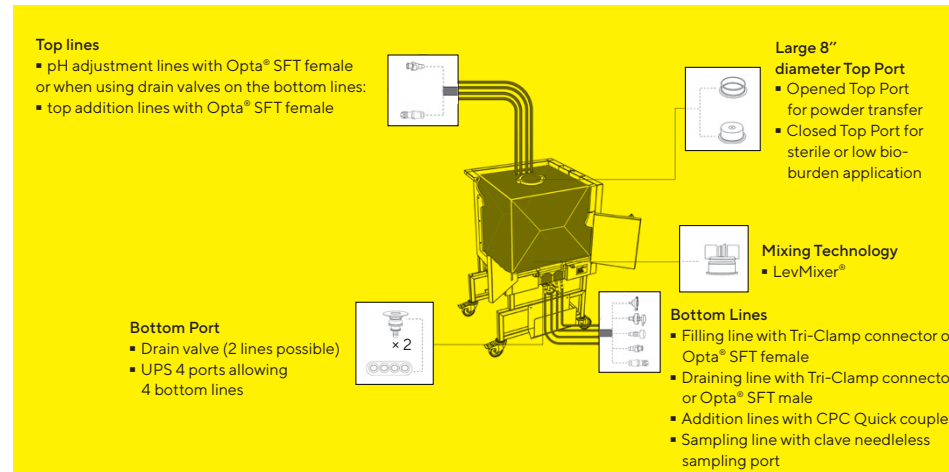 Top lines
▪ pH adjustment lines with Opta® SFT female
or when using drain valves on the bottom lines:
▪ top addition lines with Opta® SFT female
Large 8’’
diameter Top Port
▪ Opened Top Port
for powder transfer
▪ Closed Top Port for
sterile or low bio-
burden application
Mixing Technology
▪ LevMixer®
Bottom Port
▪ Drain valve (2 lines possible)
▪ UPS 4 ports allowing
4 bottom lines
× 2
Bottom Lines
▪ Filling line with Tri-Clamp connector o
Opta® SFT female
▪ Draining line with Tri-Clamp connecto
or Opta® SFT male
▪ Addition lines with CPC Quick couple
▪ Sampling line with clave needleless
sampling port